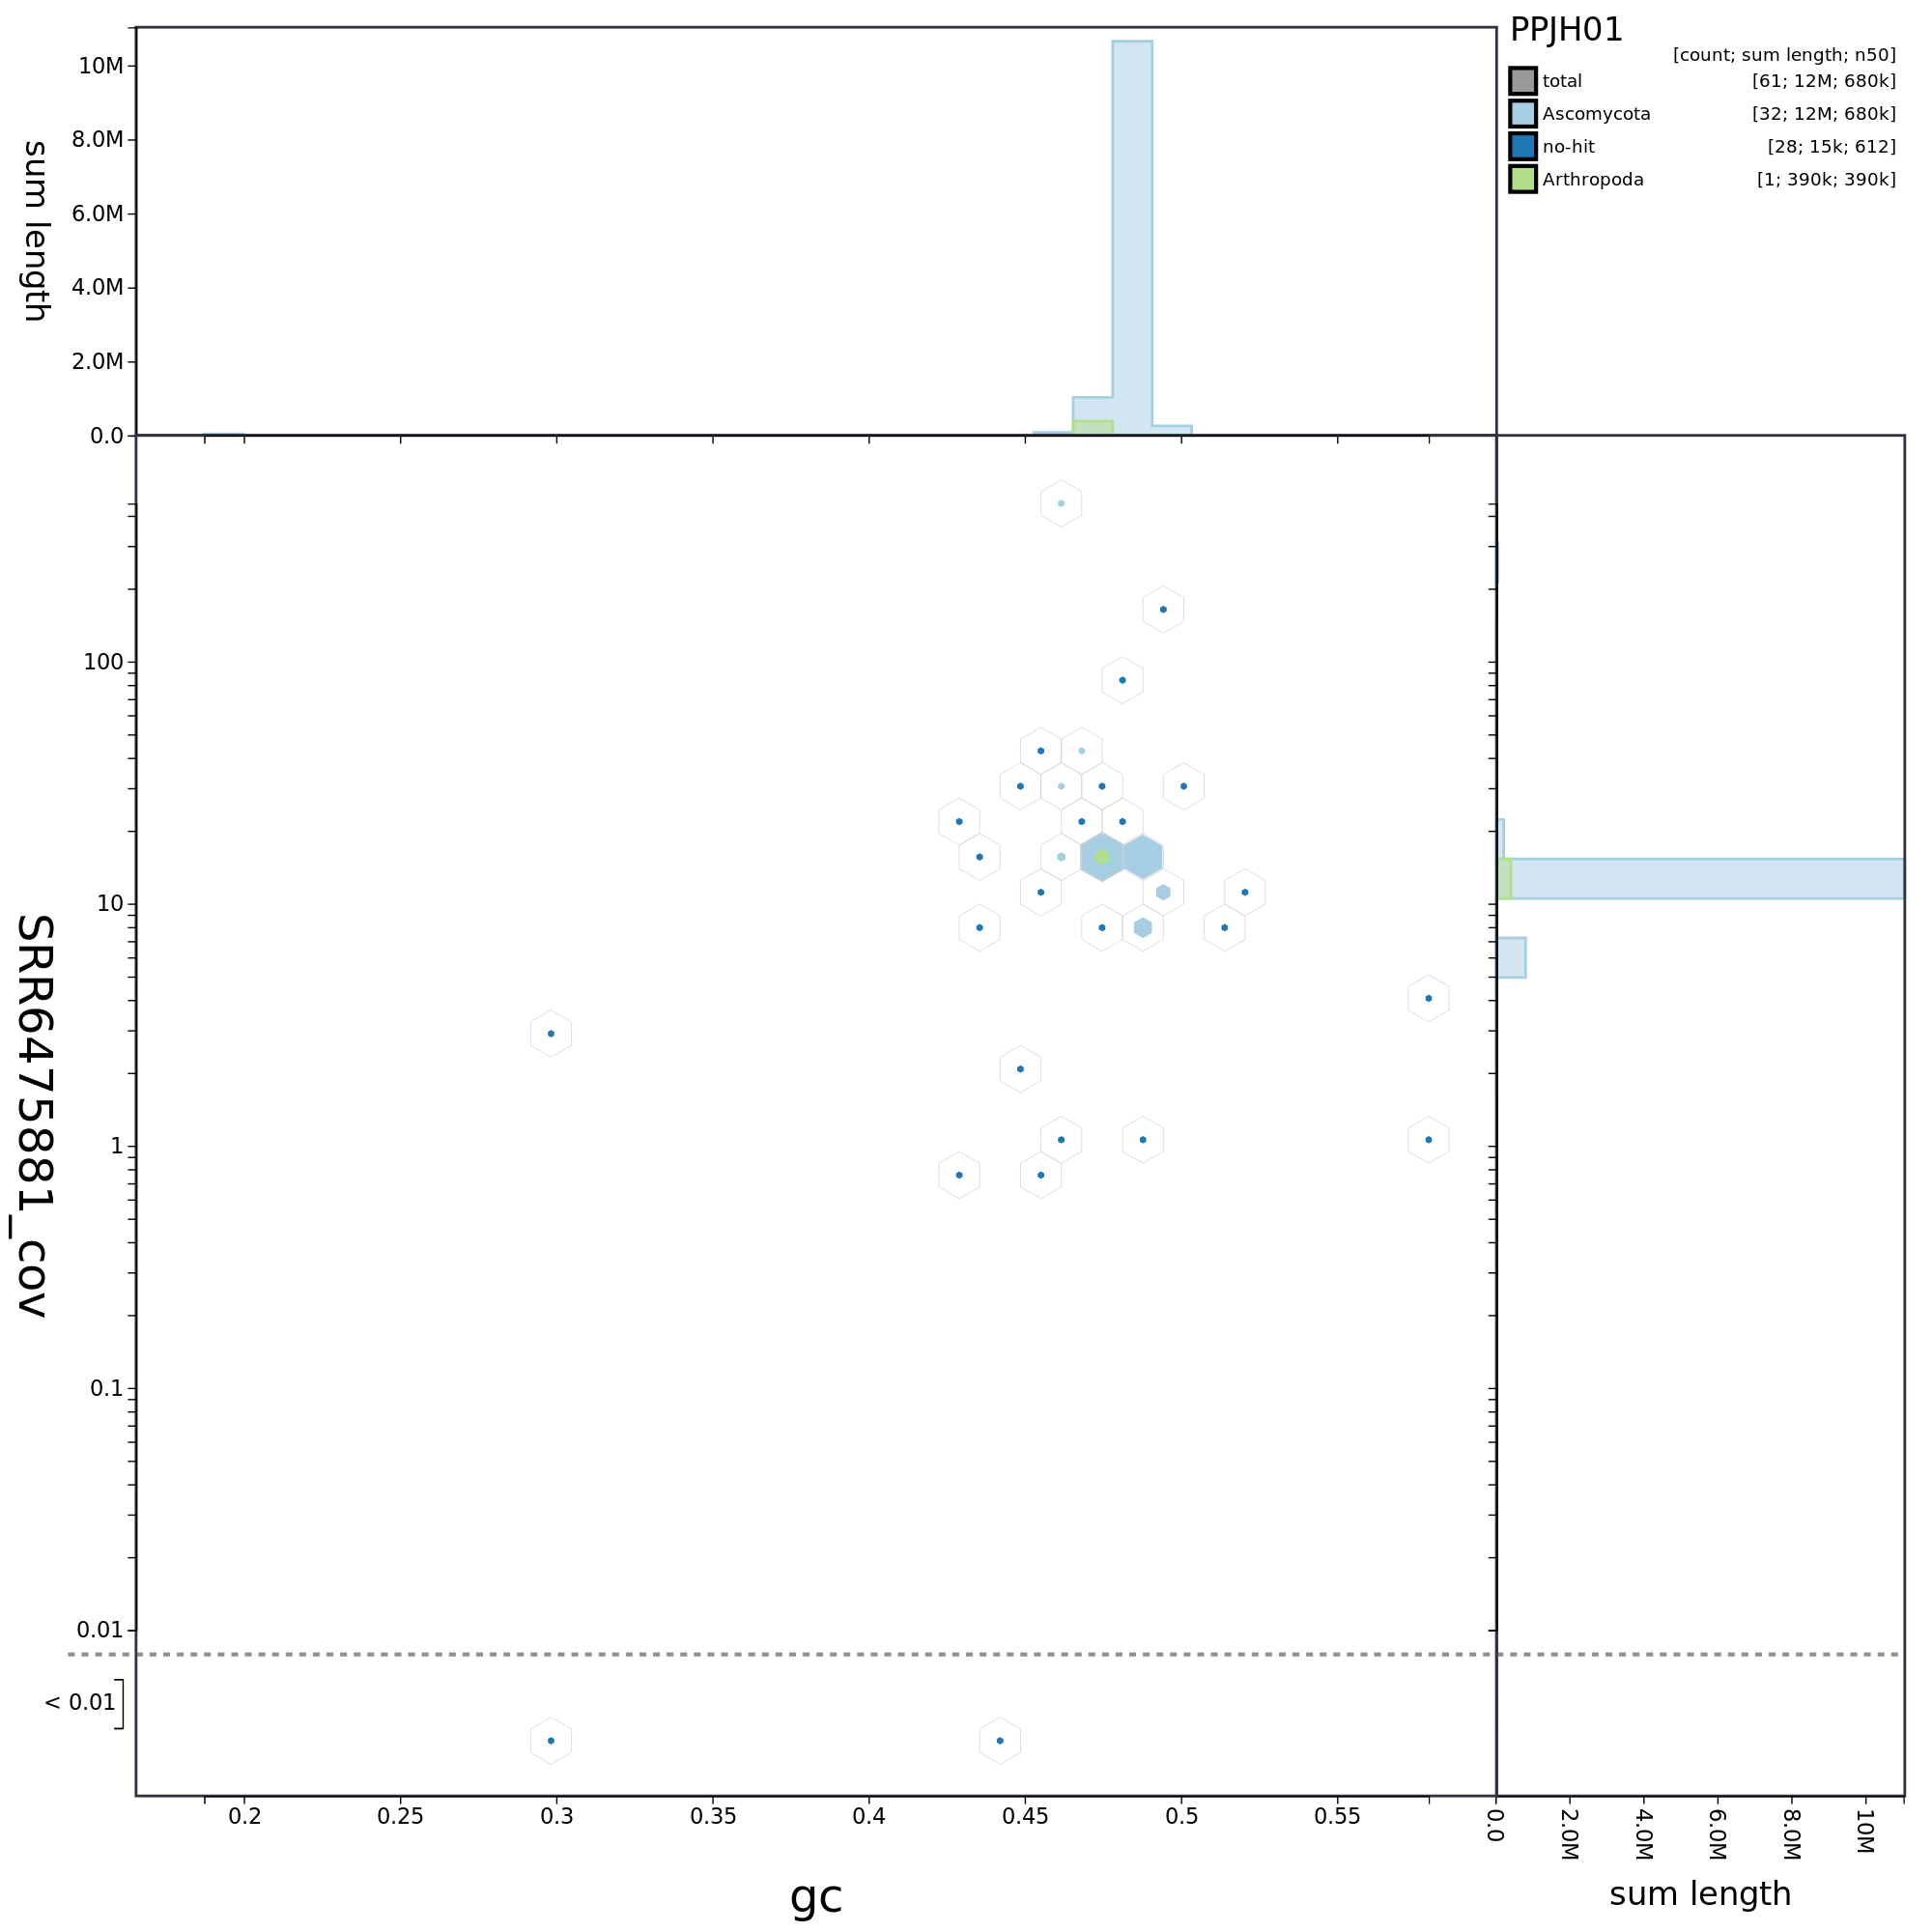 PPJH01
[count; sum length; n50]
total [61; 12M; 680k]
Ascomycota [32; 12M; 680k]
no-hit [28; 15k; 612]
Arthropoda [1; 390k; 390k]
sum length
10M
8.0M
6.0M
4.0M
2.0M
0.0
SRR6475881_cov
100
10
1
0.1
0.01
< 0.01
0.2 0.25 0.3 0.35 0.4 0.45 0.5 0.55
gc
0.0 2.0M 4.0M 6.0M 8.0M 10M
sum length